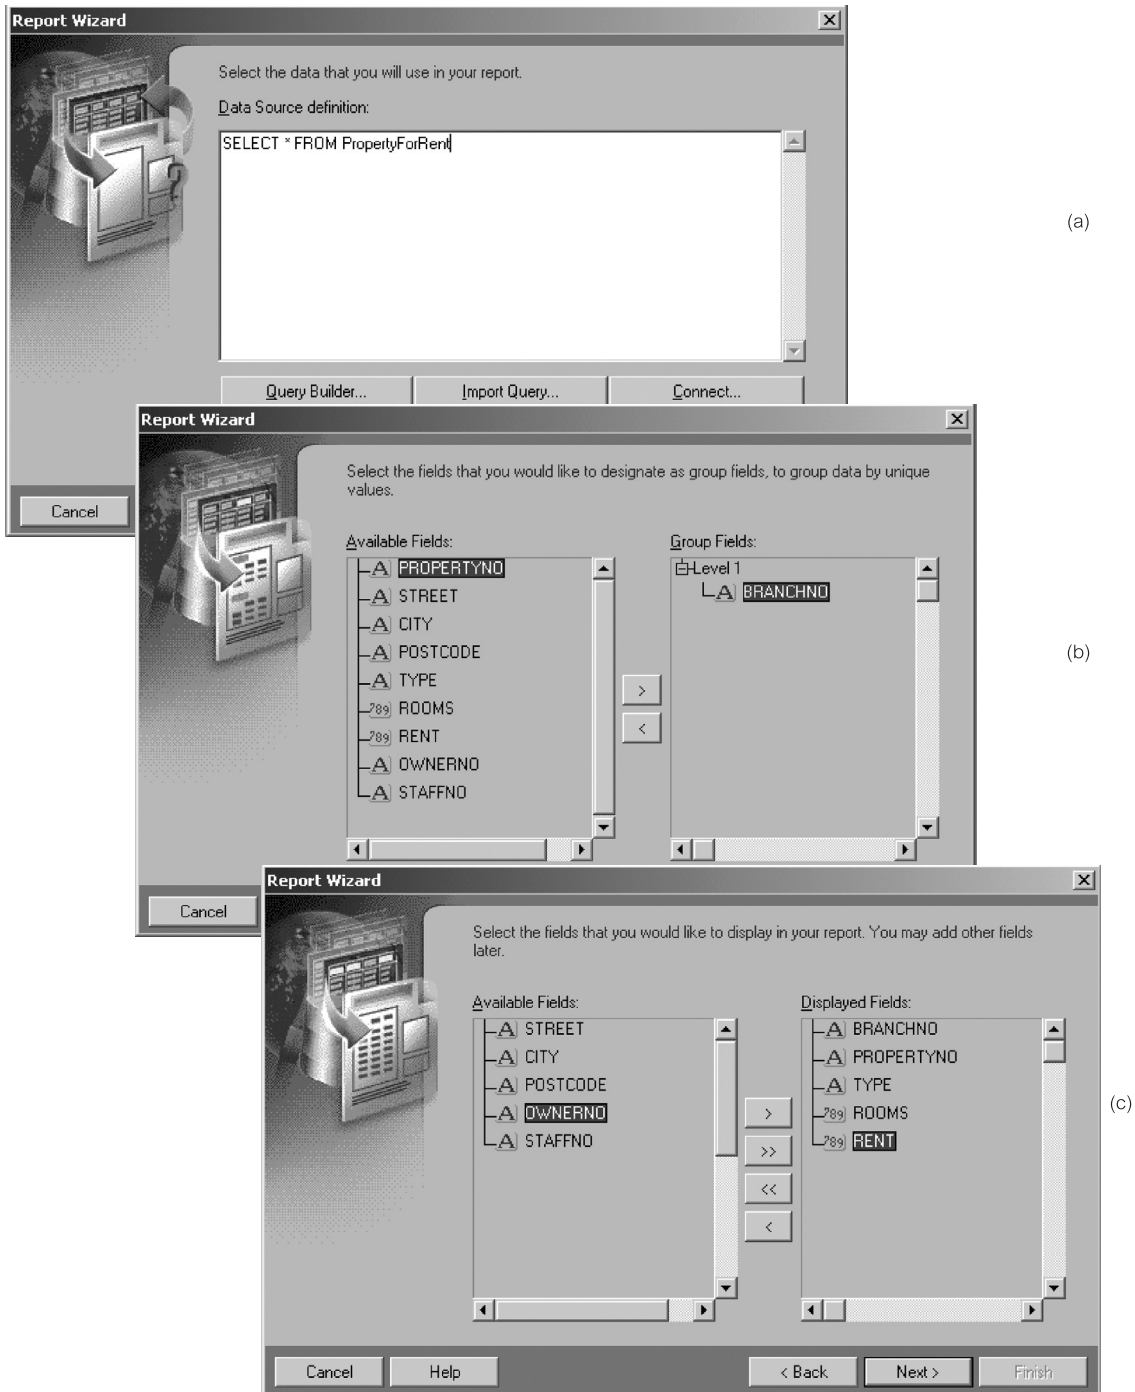 Report Wizard
Select the data that you will use in your report.
Data Source definition:
SELECT * FROM PropertyForRent
Query Builder...
Import Query...
Connect...
Cancel
(a)
Report Wizard
Select the fields that you would like to designate as group fields, to group data by unique
values.
Available Fields:
PROPERTYNO
STREET
CITY
POSTCODE
TYPE
ROOMS
RENT
OWNERNO
STAFFNO
>
<
Group Fields:
Level 1
BRANCHNO
Cancel
(b)
Report Wizard
Select the fields that you would like to display in your report. You may add other fields
later.
Available Fields:
STREET
CITY
POSTCODE
OWNERNO
STAFFNO
>
>>
<<
<
Displayed Fields:
BRANCHNO
PROPERTYNO
TYPE
ROOMS
RENT
(c)
Cancel
Help
< Back
Next >
Finish